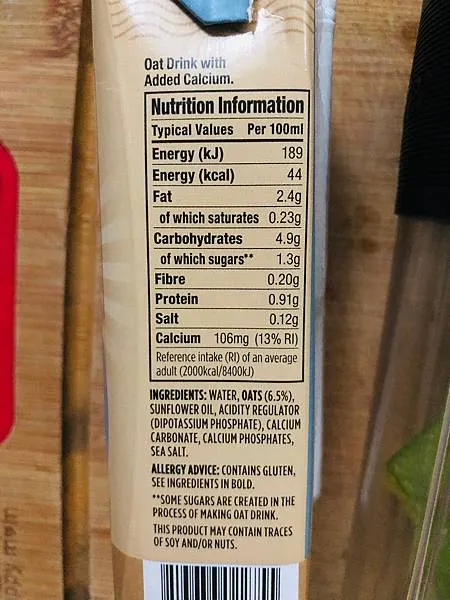 Oat Drink with
Added Calcium.
Nutrition Information
Typical Values Per 100ml
Energy (kJ) 189
Energy (kcal) 44
Fat 2.4g
of which saturates 0.23g
Carbohydrates 4.9g
of which sugars** 1.3g
Fibre 0.20g
Protein 0.91g
Salt 0.12g
Calcium 106mg (13% RI)
Reference intake (RI) of an average
adult (2000kcal/8400kJ)
INGREDIENTS: WATER, OATS (6.5%),
SUNFLOWER OIL, ACIDITY REGULATOR
(DIPOTASSIUM PHOSPHATE), CALCIUM
CARBONATE, CALCIUM PHOSPHATES,
SEA SALT.
ALLERGY ADVICE: CONTAINS GLUTEN,
SEE INGREDIENTS IN BOLD.
**SOME SUGARS ARE CREATED IN THE
PROCESS OF MAKING OAT DRINK.
THIS PRODUCT MAY CONTAIN TRACES
OF SOY AND/OR NUTS.